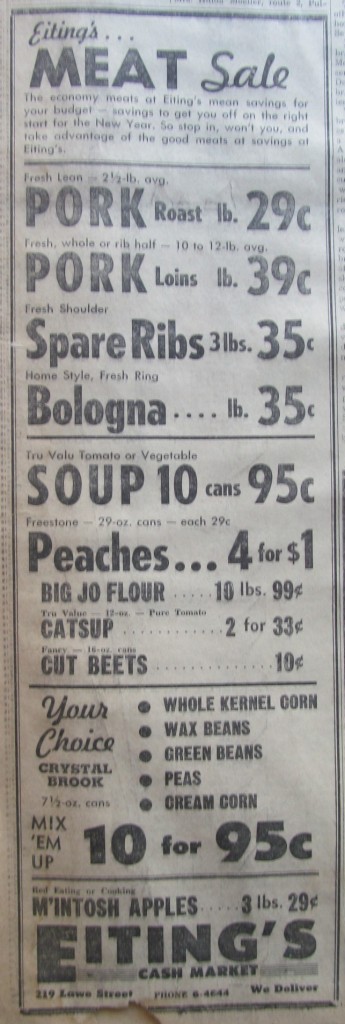 Eiting's . . .
MEAT Sale
The economy meats at Eiting's mean savings for
your budget — savings to get you off on the right
start for the New Year. So stop in, won't you, and
take advantage of the good meats at savings at
Eiting's.
Fresh Lean — 2½-lb. avg.
PORK Roast lb. 29c
Fresh, whole or rib half — 10 to 12-lb. avg.
PORK Loins lb. 39c
Fresh Shoulder
Spare Ribs 3 lbs. 35c
Home Style, Fresh Ring
Bologna .... lb. 35c
Tru Valu Tomato or Vegetable
SOUP 10 cans 95c
Freestone — 29-oz. cans — each 29c
Peaches... 4 for $1
BIG JO FLOUR ..... 10 lbs. 99¢
Tru Value — 12-oz. — Pure Tomato
CATSUP ............ 2 for 33¢
Fancy — 16-oz. cans
CUT BEETS .............. 10¢
Your
Choice
CRYSTAL
BROOK
7½-oz. cans
● WHOLE KERNEL CORN
● WAX BEANS
● GREEN BEANS
● PEAS
● CREAM CORN
MIX
'EM
UP
10 for 95c
Red Eating or Cooking
M'INTOSH APPLES ..... 3 lbs. 29¢
EITING'S
CASH MARKET
219 Lawe Street PHONE 6-4644 We Deliver